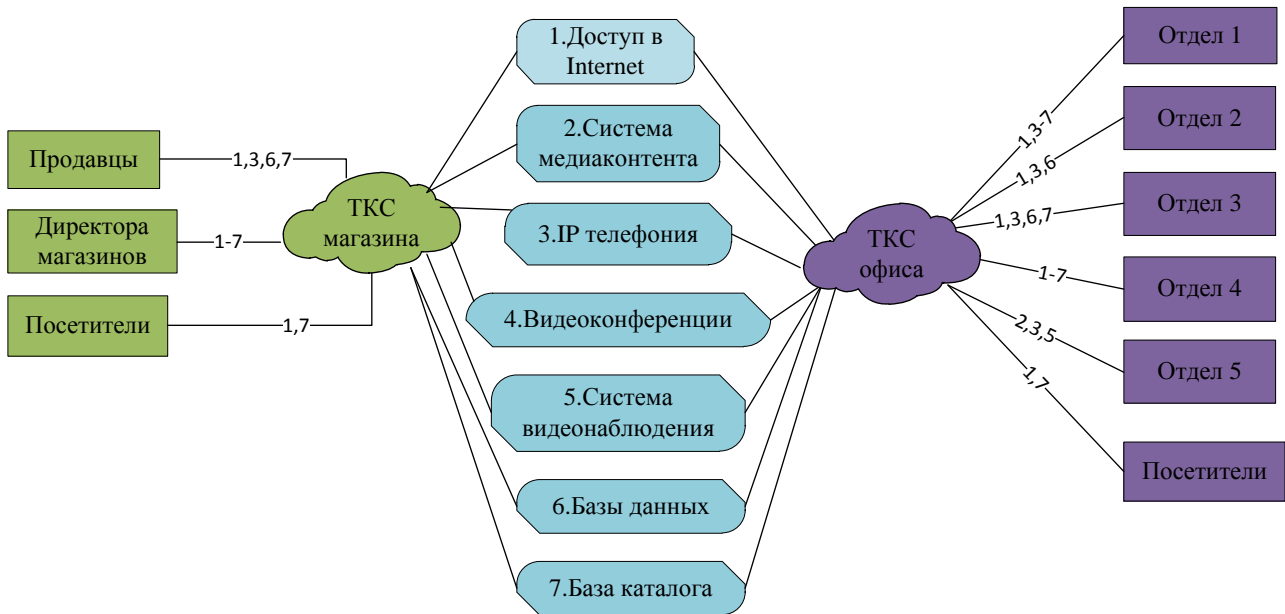 Продавцы
Директора
магазинов
Посетители
1,3,6,7
1-7
1,7
ТКС
магазина
1.Доступ в
Internet
2.Система
медиаконтента
3.IP телефония
4.Видеоконференции
5.Система
видеонаблюдения
6.Базы данных
7.База каталога
ТКС
офиса
1,3-7
1,3,6
1,3,6,7
1-7
2,3,5
1,7
Отдел 1
Отдел 2
Отдел 3
Отдел 4
Отдел 5
Посетители